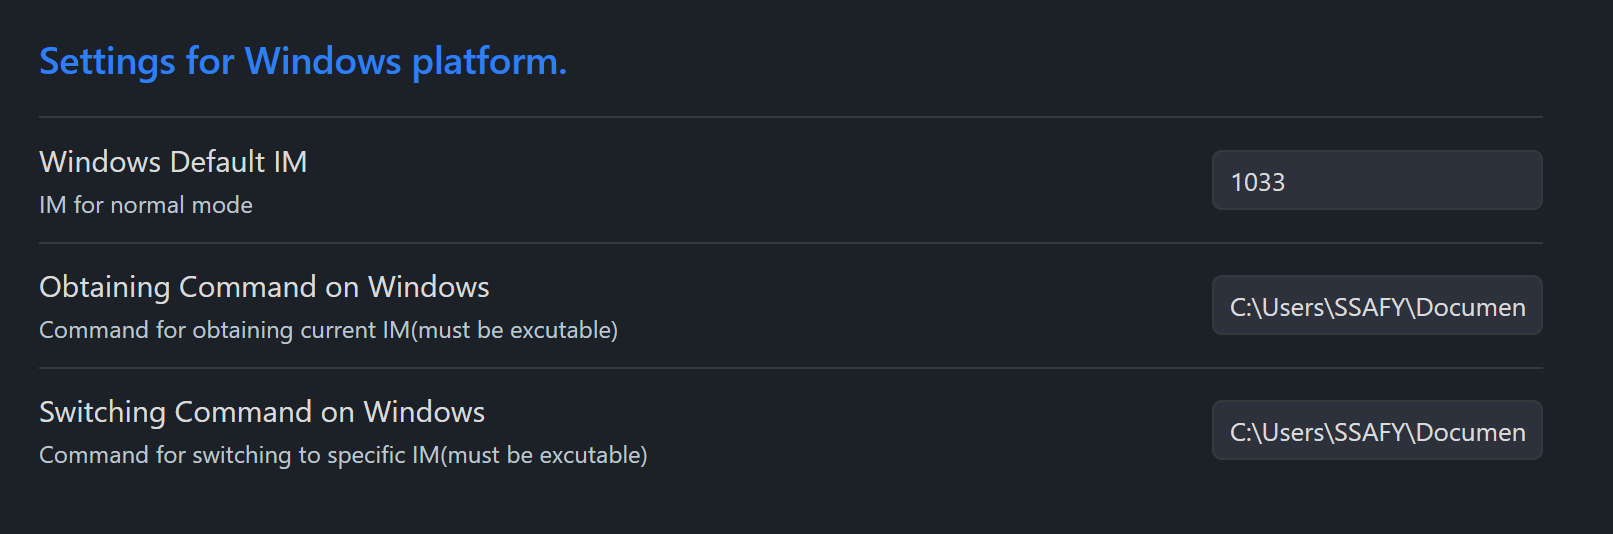 Settings for Windows platform.
Windows Default IM
1033
IM for normal mode
Obtaining Command on Windows
C:\Users\SSAFY\Documen
Command for obtaining current IM(must be excutable)
Switching Command on Windows
C:\Users\SSAFY\Documen
Command for switching to specific IM(must be excutable)